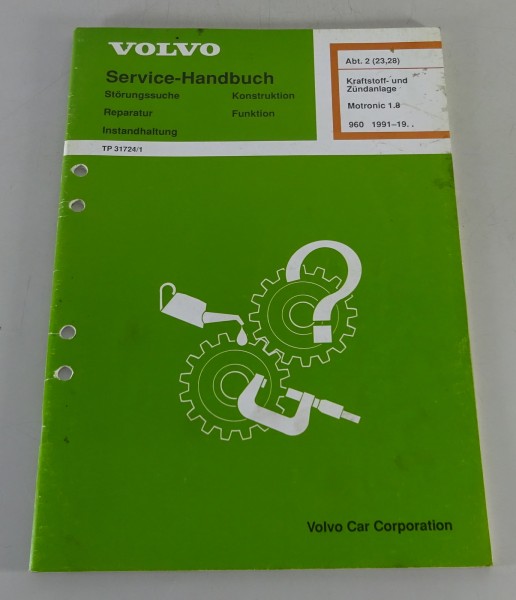 VOLVO
Service-Handbuch
Störungssuche Konstruktion
Reparatur Funktion
Instandhaltung
TP 31724/1
Abt. 2 (23,28)
Kraftstoff- und
Zündanlage
Motronic 1.8
960 1991–19. .
Volvo Car Corporation